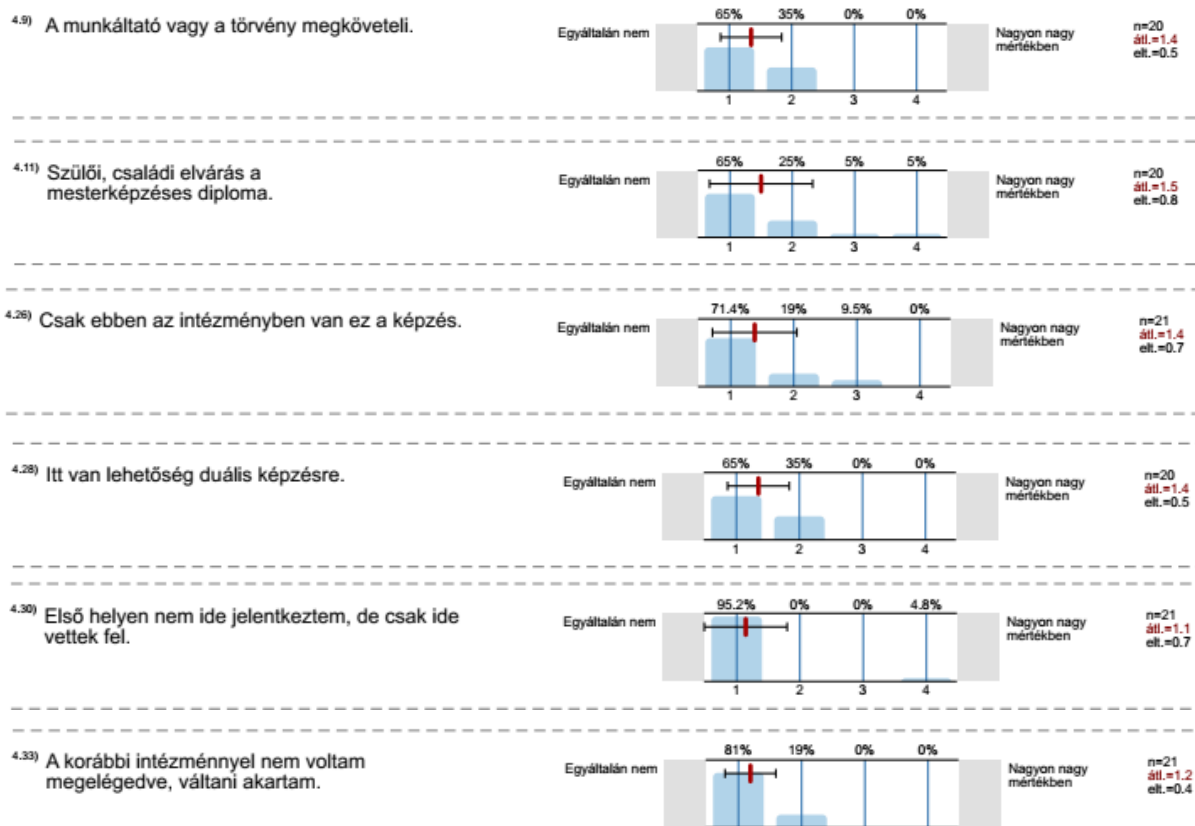 65% 35% 0% 0%
4.9) A munkáltató vagy a törvény megköveteli.
Egyáltalán nem
Nagyon nagy
mértékben
n=20
átl.=1.4
elt.=0.5
1 2 3 4
65% 25% 5% 5%
4.11) Szülői, családi elvárás a
mesterképzéses diploma.
Egyáltalán nem
Nagyon nagy
mértékben
n=20
átl.=1.5
elt.=0.8
1 2 3 4
71.4% 19% 9.5% 0%
4.26) Csak ebben az intézményben van ez a képzés.
Egyáltalán nem
Nagyon nagy
mértékben
n=21
átl.=1.4
elt.=0.7
1 2 3 4
65% 35% 0% 0%
4.28) Itt van lehetőség duális képzésre.
Egyáltalán nem
Nagyon nagy
mértékben
n=20
átl.=1.4
elt.=0.5
1 2 3 4
95.2% 0% 0% 4.8%
4.30) Első helyen nem ide jelentkeztem, de csak ide
vettek fel.
Egyáltalán nem
Nagyon nagy
mértékben
n=21
átl.=1.1
elt.=0.7
1 2 3 4
81% 19% 0% 0%
4.33) A korábbi intézménnyel nem voltam
megelégedve, váltani akartam.
Egyáltalán nem
Nagyon nagy
mértékben
n=21
átl.=1.2
elt.=0.4